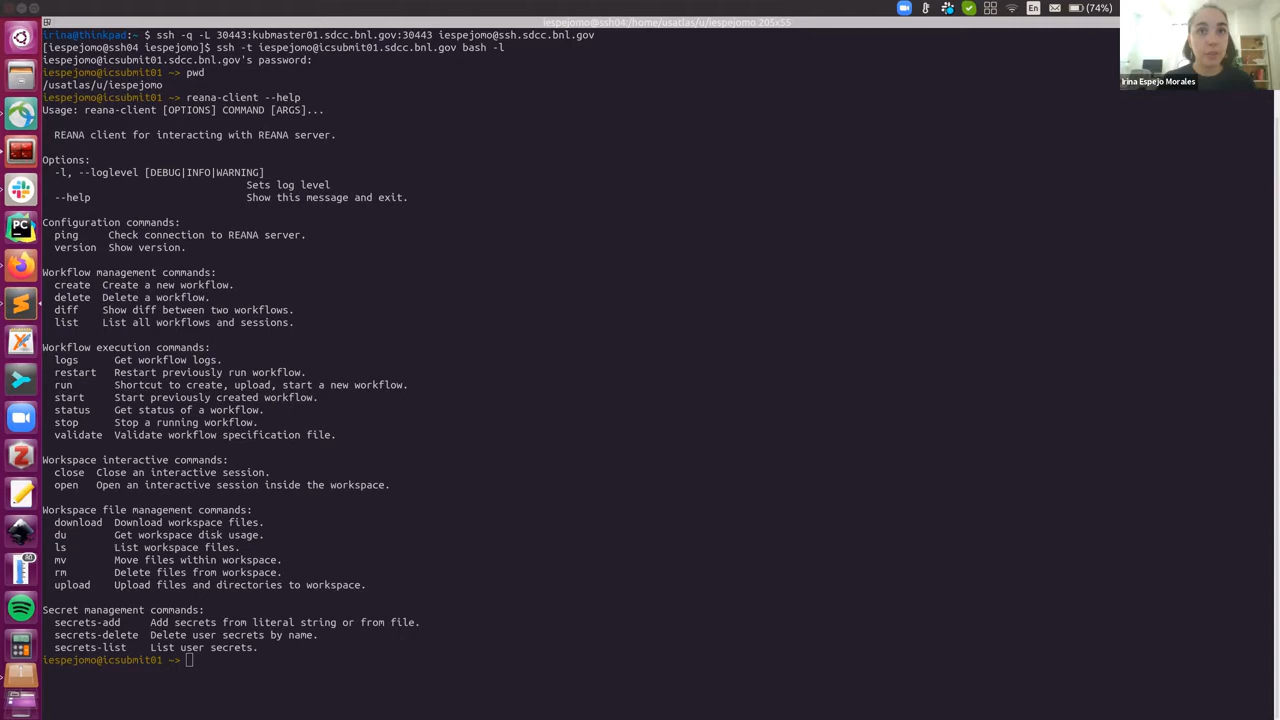 iespejomo@ssh04:/home/usatlas/u/iespejomo 205x55
En
(74%)
irina@thinkpad:~ $ ssh -q -L 30443:kubmaster01.sdcc.bnl.gov:30443 iespejomo@ssh.sdcc.bnl.gov
[iespejomo@ssh04 iespejomo]$ ssh -t iespejomo@icsubmit01.sdcc.bnl.gov bash -l
iespejomo@icsubmit01.sdcc.bnl.gov's password:
iespejomo@icsubmit01 ~> pwd
/usatlas/u/iespejomo
iespejomo@icsubmit01 ~> reana-client --help
Usage: reana-client [OPTIONS] COMMAND [ARGS]...
REANA client for interacting with REANA server.
Options:
-l, --loglevel [DEBUG|INFO|WARNING]
Sets log level
--help Show this message and exit.
Configuration commands:
ping Check connection to REANA server.
version Show version.
Workflow management commands:
create Create a new workflow.
delete Delete a workflow.
diff Show diff between two workflows.
list List all workflows and sessions.
Workflow execution commands:
logs Get workflow logs.
restart Restart previously run workflow.
run Shortcut to create, upload, start a new workflow.
start Start previously created workflow.
status Get status of a workflow.
stop Stop a running workflow.
validate Validate workflow specification file.
Workspace interactive commands:
close Close an interactive session.
open Open an interactive session inside the workspace.
Workspace file management commands:
download Download workspace files.
du Get workspace disk usage.
ls List workspace files.
mv Move files within workspace.
rm Delete files from workspace.
upload Upload files and directories to workspace.
Secret management commands:
secrets-add Add secrets from literal string or from file.
secrets-delete Delete user secrets by name.
secrets-list List user secrets.
iespejomo@icsubmit01 ~>
Irina Espejo Morales
PC
Z